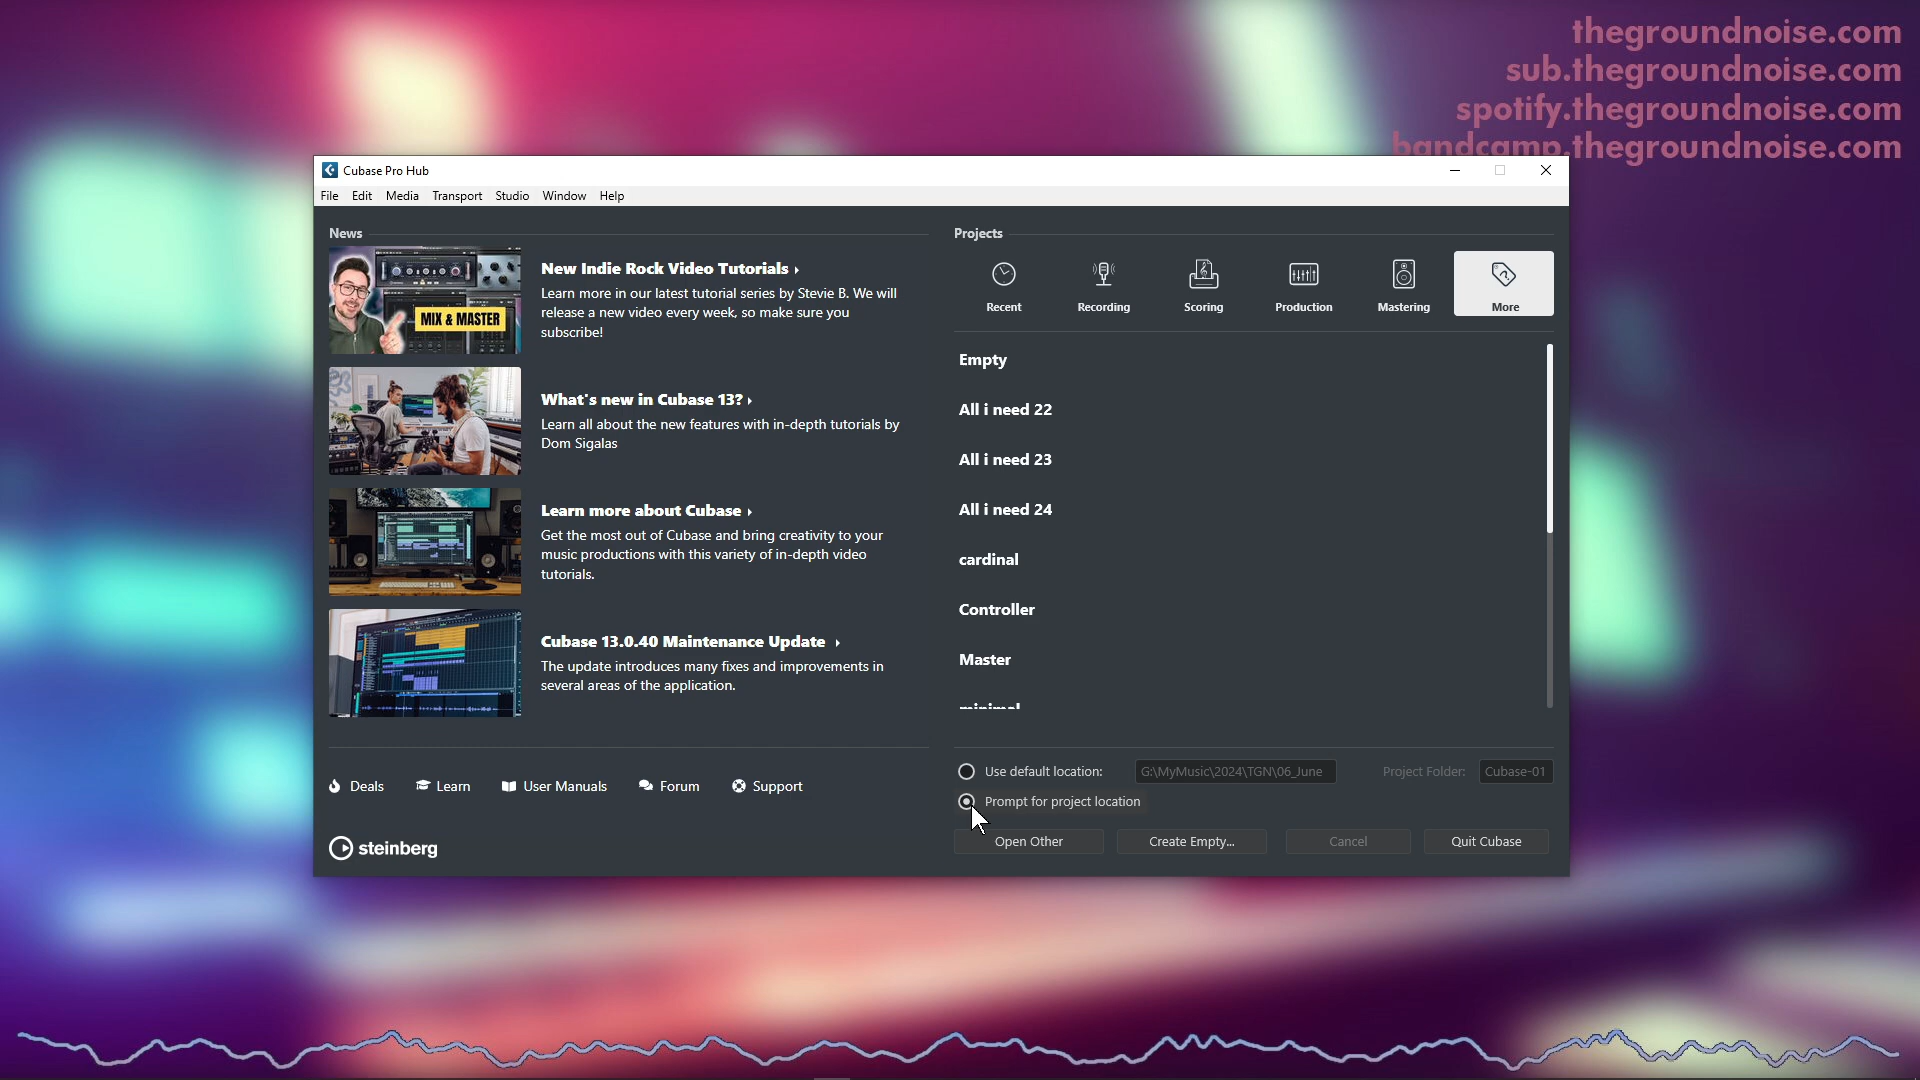 thegroundnoise.com
sub.thegroundnoise.com
spotify.thegroundnoise.com
bandcamp.thegroundnoise.com
Cubase Pro Hub
File Edit Media Transport Studio Window Help
News
MIX & MASTER
New Indie Rock Video Tutorials
Learn more in our latest tutorial series by Stevie B. We will
release a new video every week, so make sure you
subscribe!
What's new in Cubase 13?
Learn all about the new features with in-depth tutorials by
Dom Sigalas
Learn more about Cubase
Get the most out of Cubase and bring creativity to your
music productions with this variety of in-depth video
tutorials.
Cubase 13.0.40 Maintenance Update
The update introduces many fixes and improvements in
several areas of the application.
Deals Learn User Manuals Forum Support
steinberg
Projects
Recent Recording Scoring Production Mastering More
Empty
All i need 22
All i need 23
All i need 24
cardinal
Controller
Master
minimal
Use default location: G:\MyMusic\2024\TGN\06_June Project Folder: Cubase-01
Prompt for project location
Open Other Create Empty... Cancel Quit Cubase